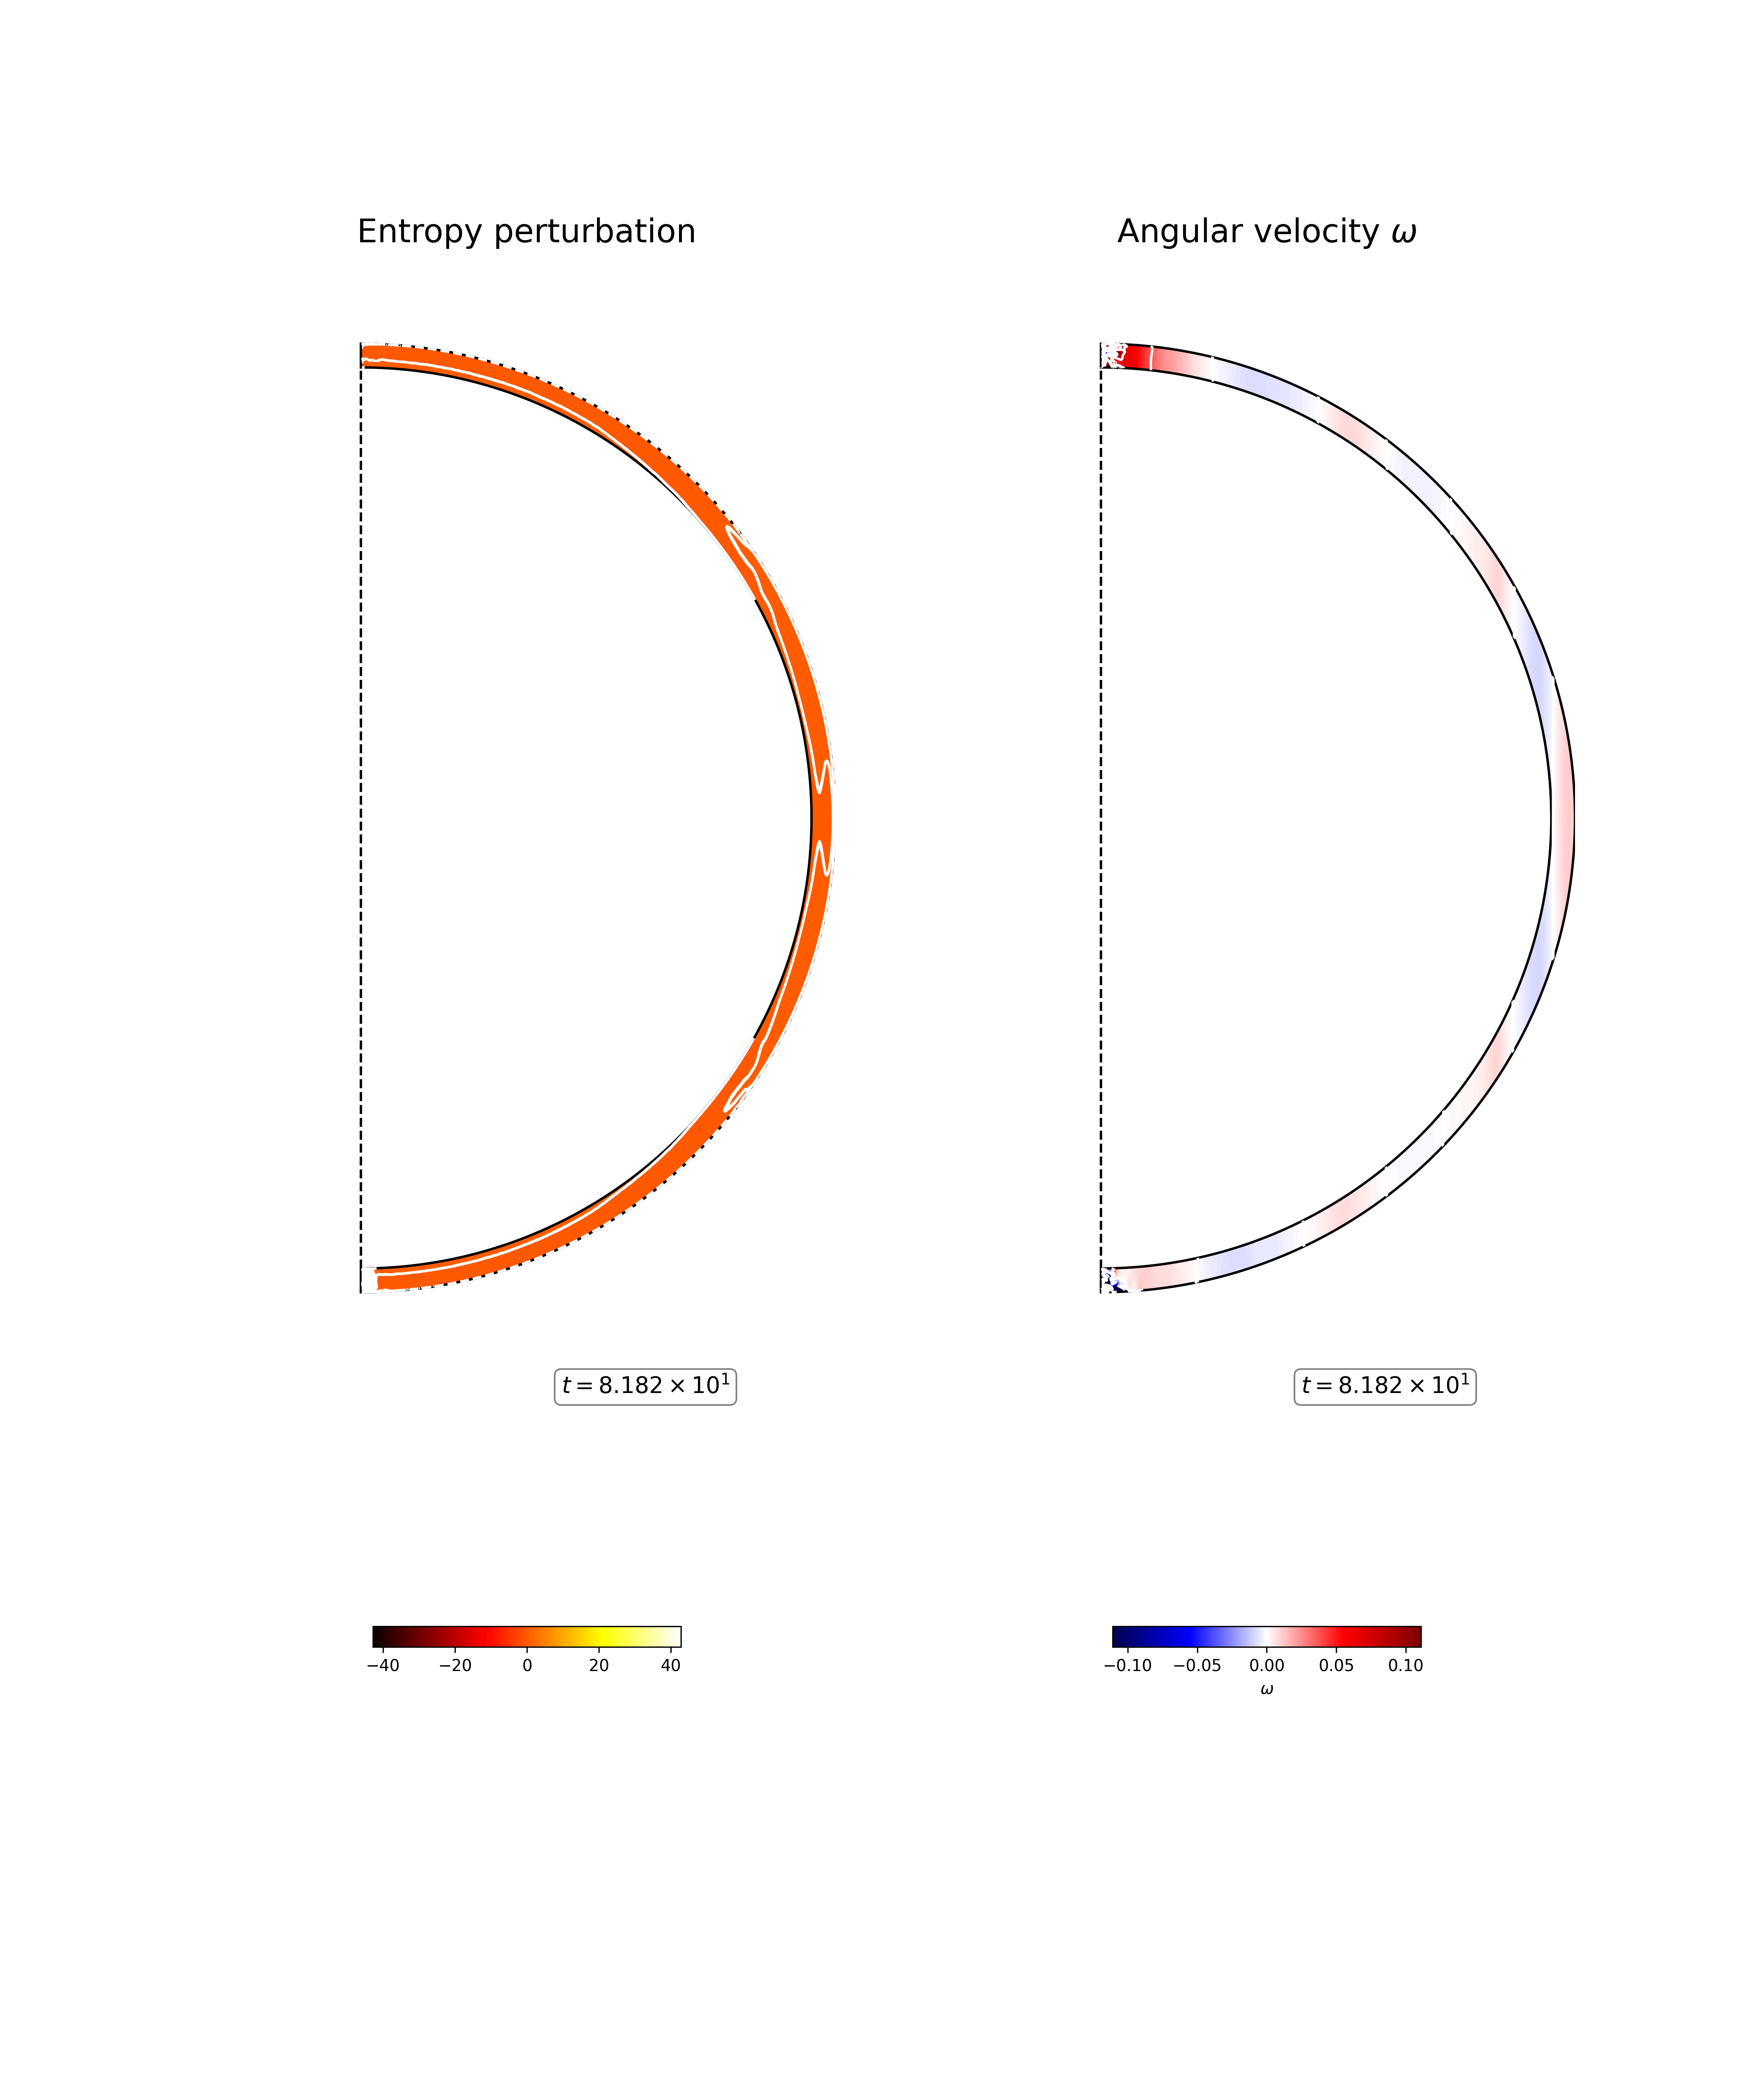 Entropy perturbation
Angular velocity ω
t = 8.182 × 10¹
t = 8.182 × 10¹
−40 −20 0 20 40
−0.10 −0.05 0.00 0.05 0.10
ω